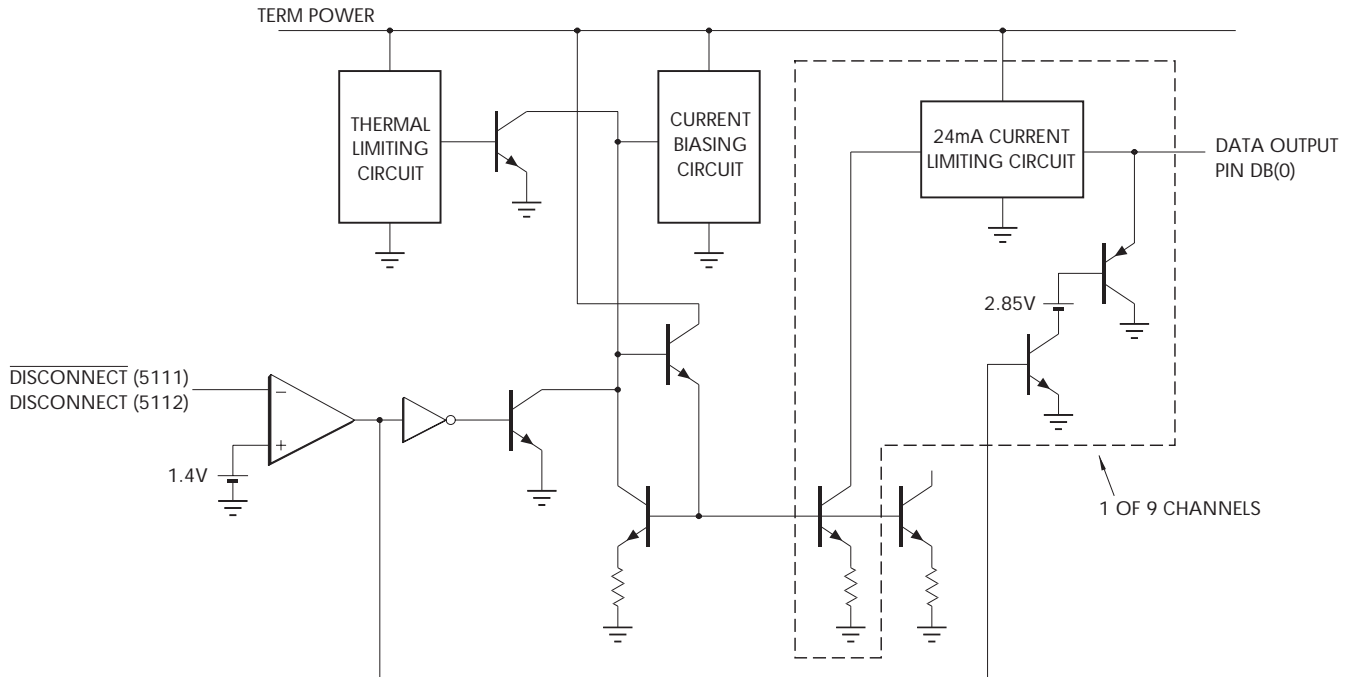 TERM POWER
THERMAL
LIMITING
CIRCUIT
CURRENT
BIASING
CIRCUIT
24mA CURRENT
LIMITING CIRCUIT
DATA OUTPUT
PIN DB(0)
2.85V
DISCONNECT (5111)
DISCONNECT (5112)
−
+
1.4V
1 OF 9 CHANNELS